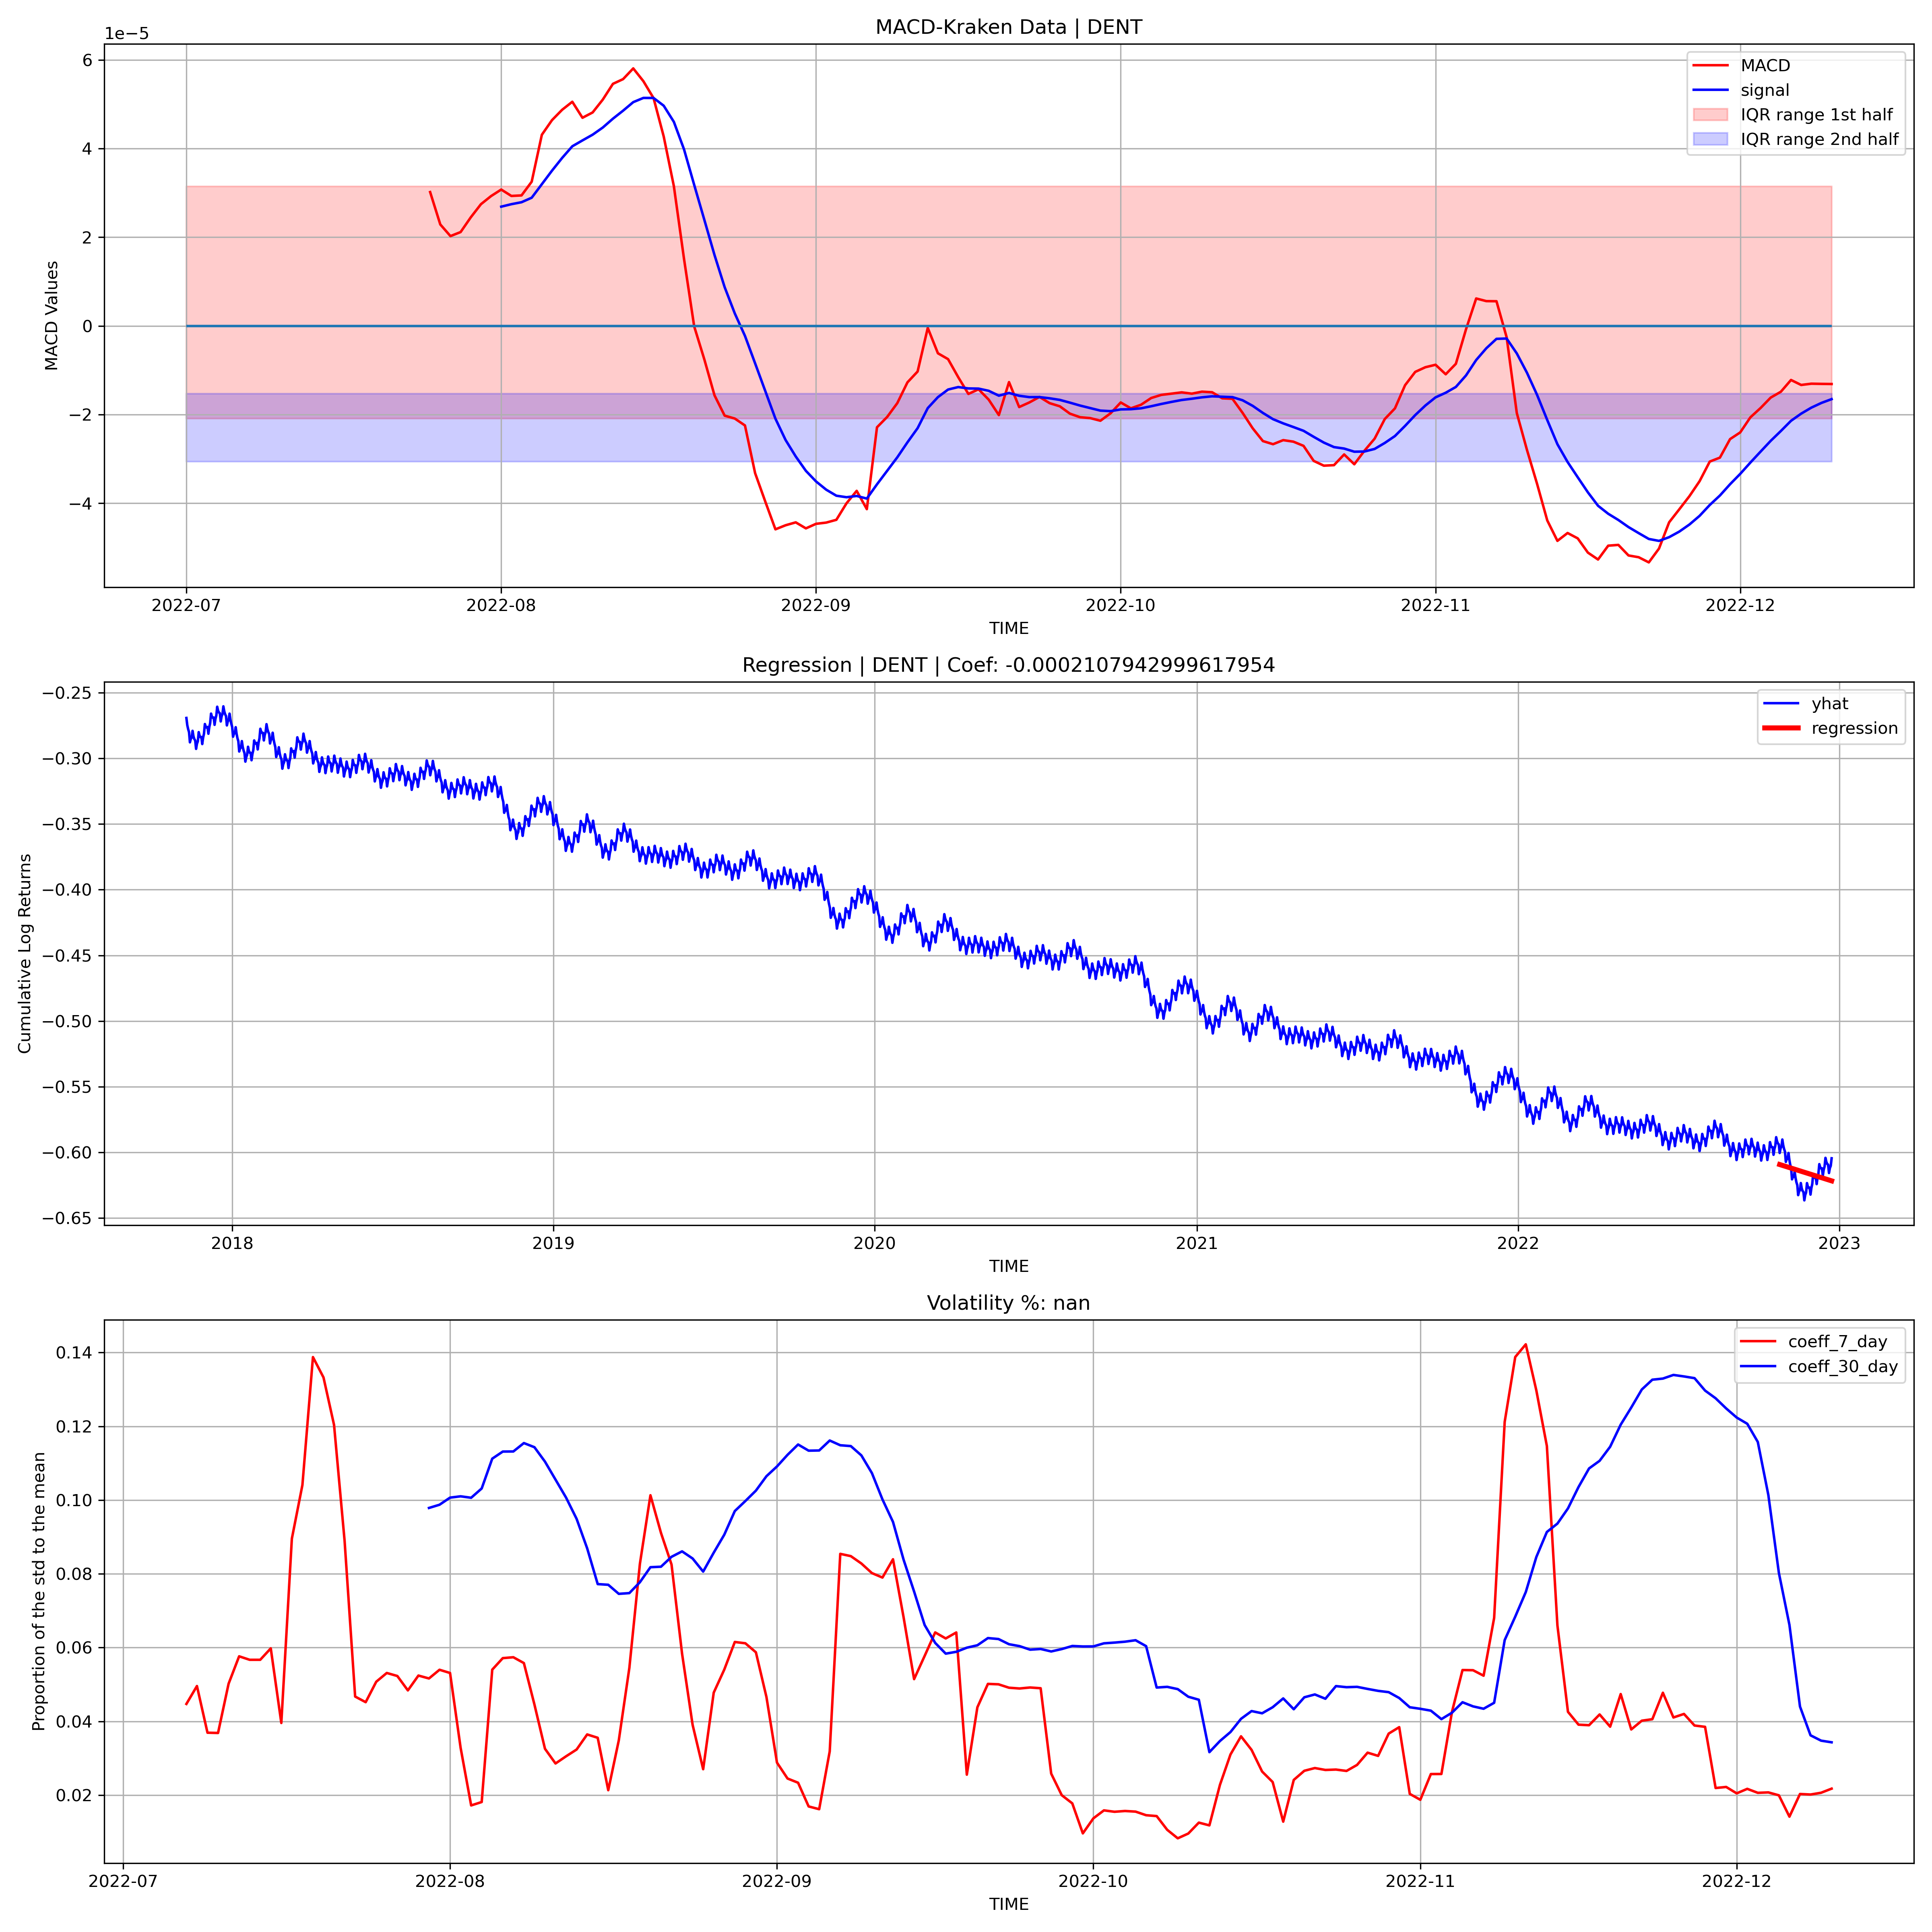 MACD-Kraken Data | DENT
1e−5
6
4
2
0
−2
−4
MACD Values
MACD
signal
IQR range 1st half
IQR range 2nd half
2022-07 2022-08 2022-09 2022-10 2022-11 2022-12
TIME
Regression | DENT | Coef: -0.0002107942999617954
−0.25
−0.30
−0.35
−0.40
−0.45
−0.50
−0.55
−0.60
−0.65
Cumulative Log Returns
yhat
regression
2018 2019 2020 2021 2022 2023
TIME
Volatility %: nan
0.14
0.12
0.10
0.08
0.06
0.04
0.02
Proportion of the std to the mean
coeff_7_day
coeff_30_day
2022-07 2022-08 2022-09 2022-10 2022-11 2022-12
TIME